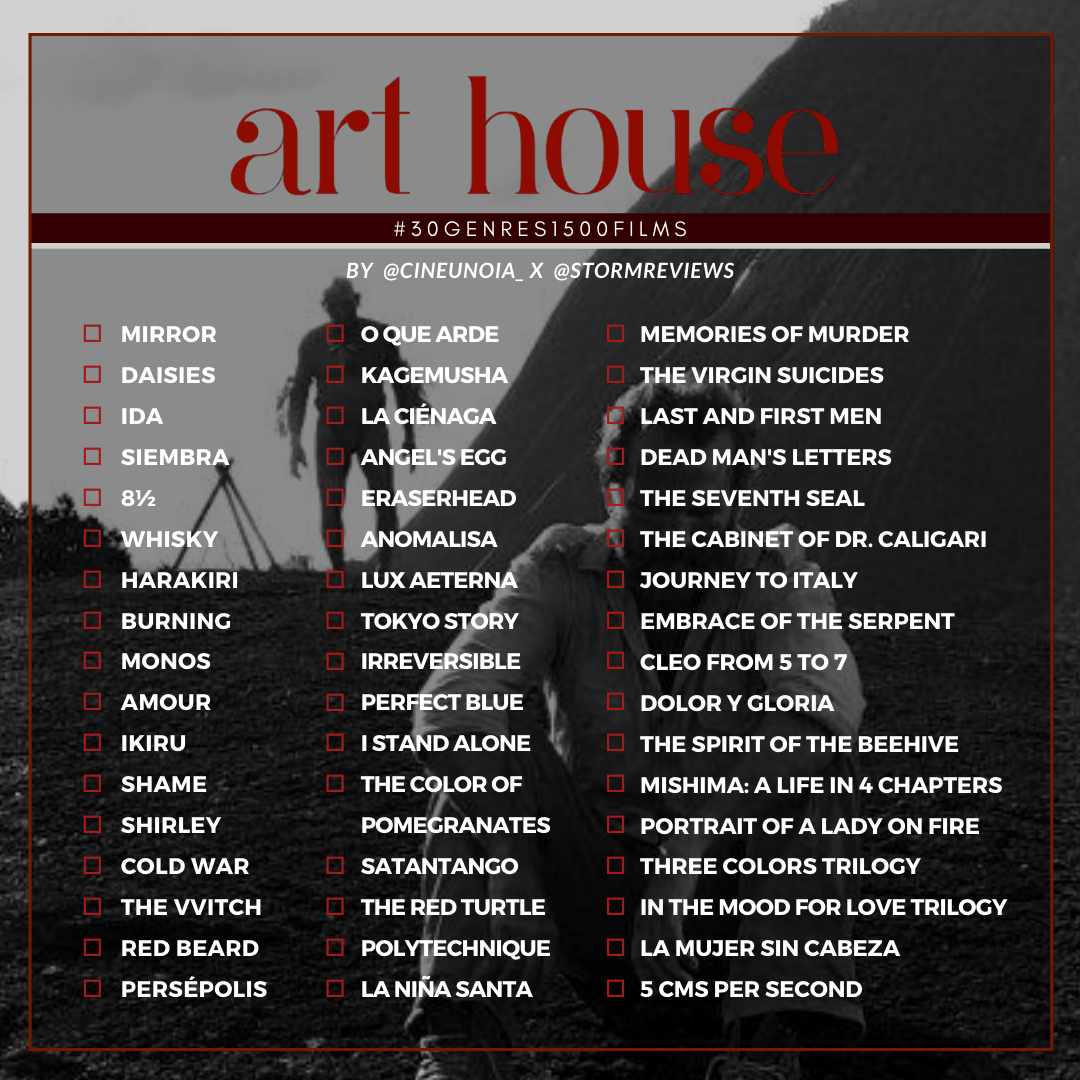 art house
#30GENRES1500FILMS
BY @CINEUNOIA_ X @STORMREVIEWS
MIRROR
DAISIES
IDA
SIEMBRA
8½
WHISKY
HARAKIRI
BURNING
MONOS
AMOUR
IKIRU
SHAME
SHIRLEY
COLD WAR
THE VVITCH
RED BEARD
PERSÉPOLIS
O QUE ARDE
KAGEMUSHA
LA CIÉNAGA
ANGEL'S EGG
ERASERHEAD
ANOMALISA
LUX AETERNA
TOKYO STORY
IRREVERSIBLE
PERFECT BLUE
I STAND ALONE
THE COLOR OF
POMEGRANATES
SATANTANGO
THE RED TURTLE
POLYTECHNIQUE
LA NIÑA SANTA
MEMORIES OF MURDER
THE VIRGIN SUICIDES
LAST AND FIRST MEN
DEAD MAN'S LETTERS
THE SEVENTH SEAL
THE CABINET OF DR. CALIGARI
JOURNEY TO ITALY
EMBRACE OF THE SERPENT
CLEO FROM 5 TO 7
DOLOR Y GLORIA
THE SPIRIT OF THE BEEHIVE
MISHIMA: A LIFE IN 4 CHAPTERS
PORTRAIT OF A LADY ON FIRE
THREE COLORS TRILOGY
IN THE MOOD FOR LOVE TRILOGY
LA MUJER SIN CABEZA
5 CMS PER SECOND